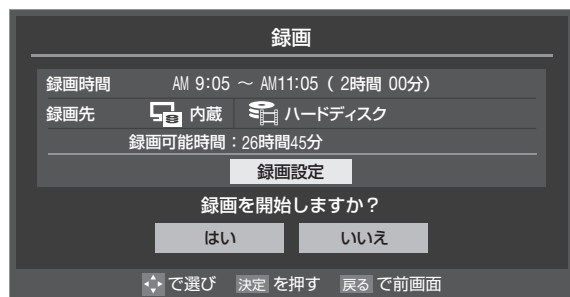 録画
録画時間 AM 9:05 ～ AM11:05 ( 2時間 00分)
録画先 内蔵 ハードディスク
録画可能時間：26時間45分
録画設定
録画を開始しますか？
はい いいえ
で選び 決定 を押す 戻る で前画面